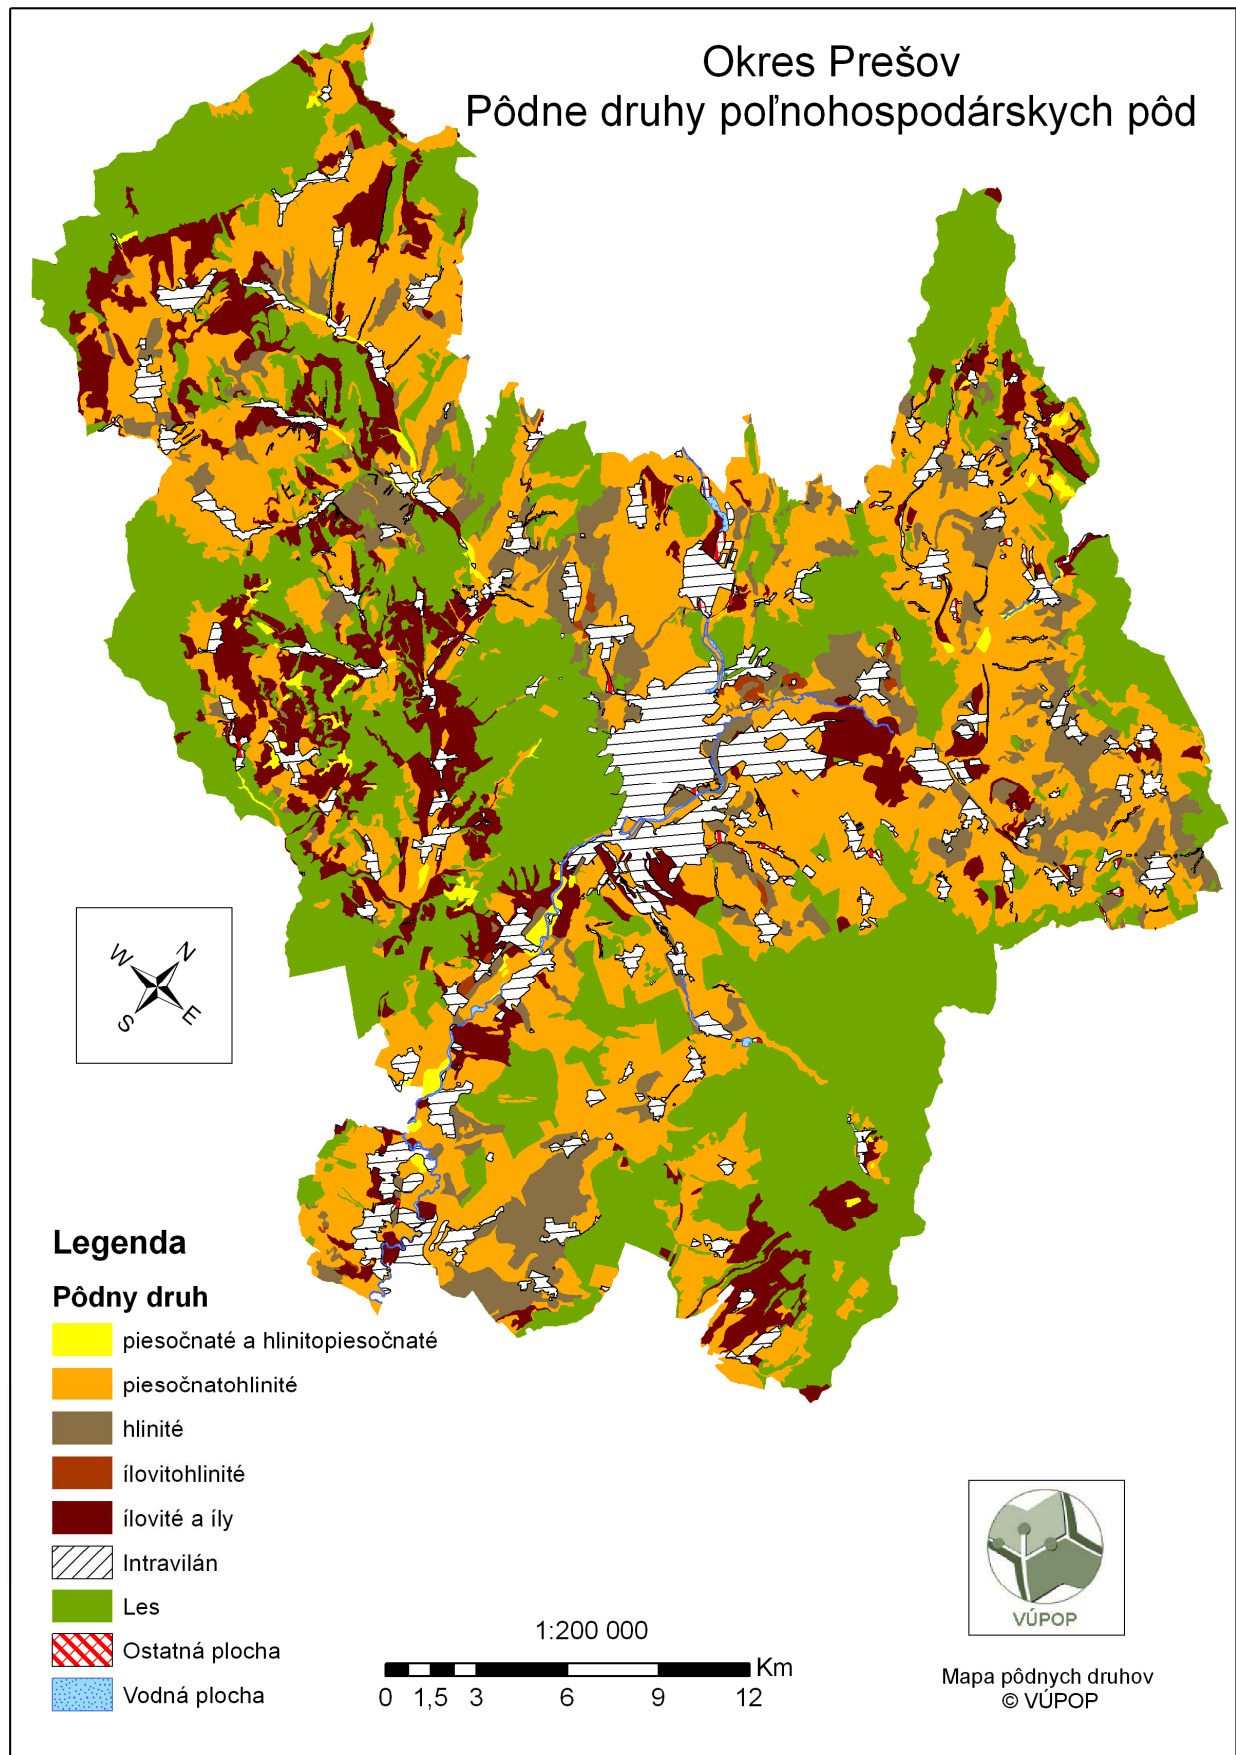 Okres Prešov
Pôdne druhy poľnohospodárskych pôd
W
N
S
E
Legenda
Pôdny druh
piesočnaté a hlinitopiesočnaté
piesočnatohlinité
hlinité
ílovitohlinité
ílovité a íly
Intravilán
Les
Ostatná plocha
Vodná plocha
1:200 000
Km
0 1,5 3 6 9 12
VÚPOP
Mapa pôdnych druhov
© VÚPOP